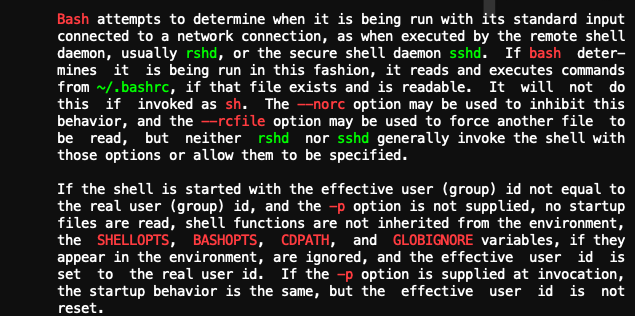 Bash attempts to determine when it is being run with its standard input
connected to a network connection, as when executed by the remote shell
daemon, usually rshd, or the secure shell daemon sshd.  If bash deter–
mines  it  is being run in this fashion, it reads and executes commands
from ~/.bashrc, if that file exists and is readable.  It  will  not  do
this  if  invoked as sh.  The ––norc option may be used to inhibit this
behavior, and the ––rcfile option may be used to force another file  to
be  read,  but  neither  rshd  nor sshd generally invoke the shell with
those options or allow them to be specified.

If the shell is started with the effective user (group) id not equal to
the real user (group) id, and the –p option is not supplied, no startup
files are read, shell functions are not inherited from the environment,
the  SHELLOPTS,  BASHOPTS,  CDPATH,  and  GLOBIGNORE variables, if they
appear in the environment, are ignored, and the effective  user  id  is
set  to  the real user id.  If the –p option is supplied at invocation,
the startup behavior is the same, but the  effective  user  id  is  not
reset.